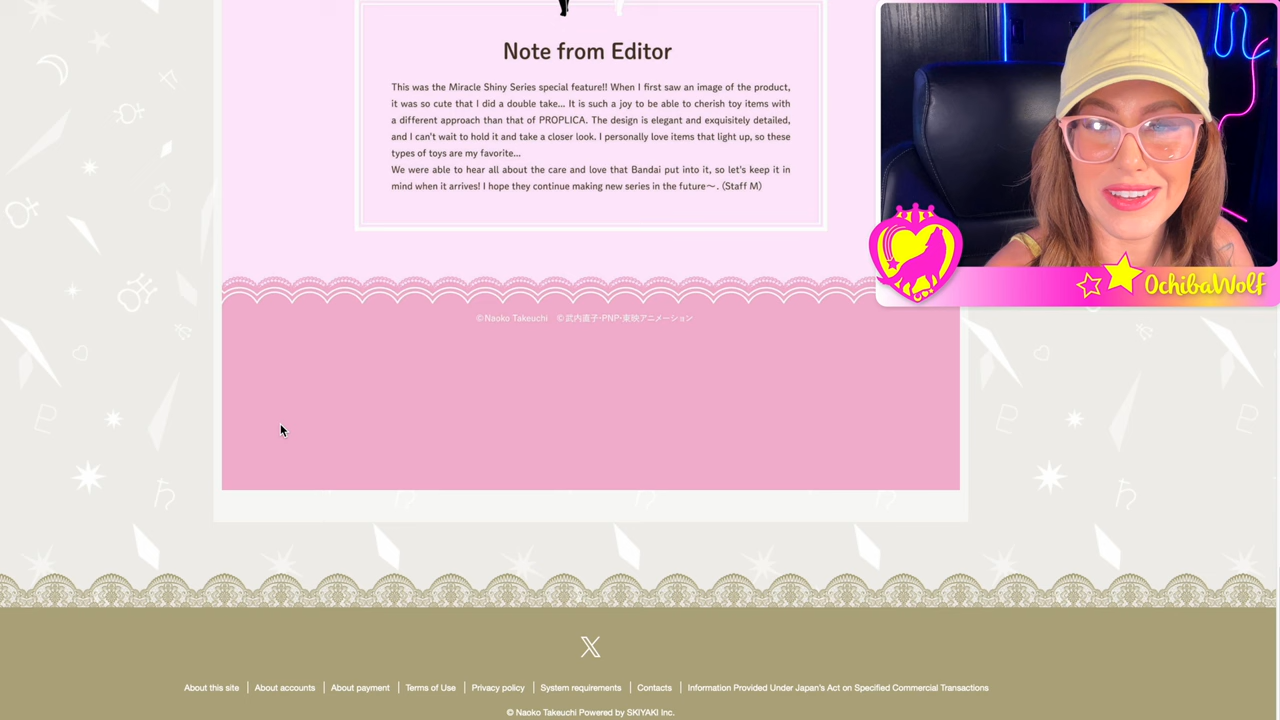 Note from Editor
This was the Miracle Shiny Series special feature!! When I first saw an image of the product,
it was so cute that I did a double take... It is such a joy to be able to cherish toy items with
a different approach than that of PROPLICA. The design is elegant and exquisitely detailed,
and I can't wait to hold it and take a closer look. I personally love items that light up, so these
types of toys are my favorite...
We were able to hear all about the care and love that Bandai put into it, so let's keep it in
mind when it arrives! I hope they continue making new series in the future～. (Staff M)
OchibaWolf
©Naoko Takeuchi ©武内直子・PNP・東映アニメーション
About this site | About accounts | About payment | Terms of Use | Privacy policy | System requirements | Contacts | Information Provided Under Japan's Act on Specified Commercial Transactions
© Naoko Takeuchi Powered by SKIYAKI Inc.